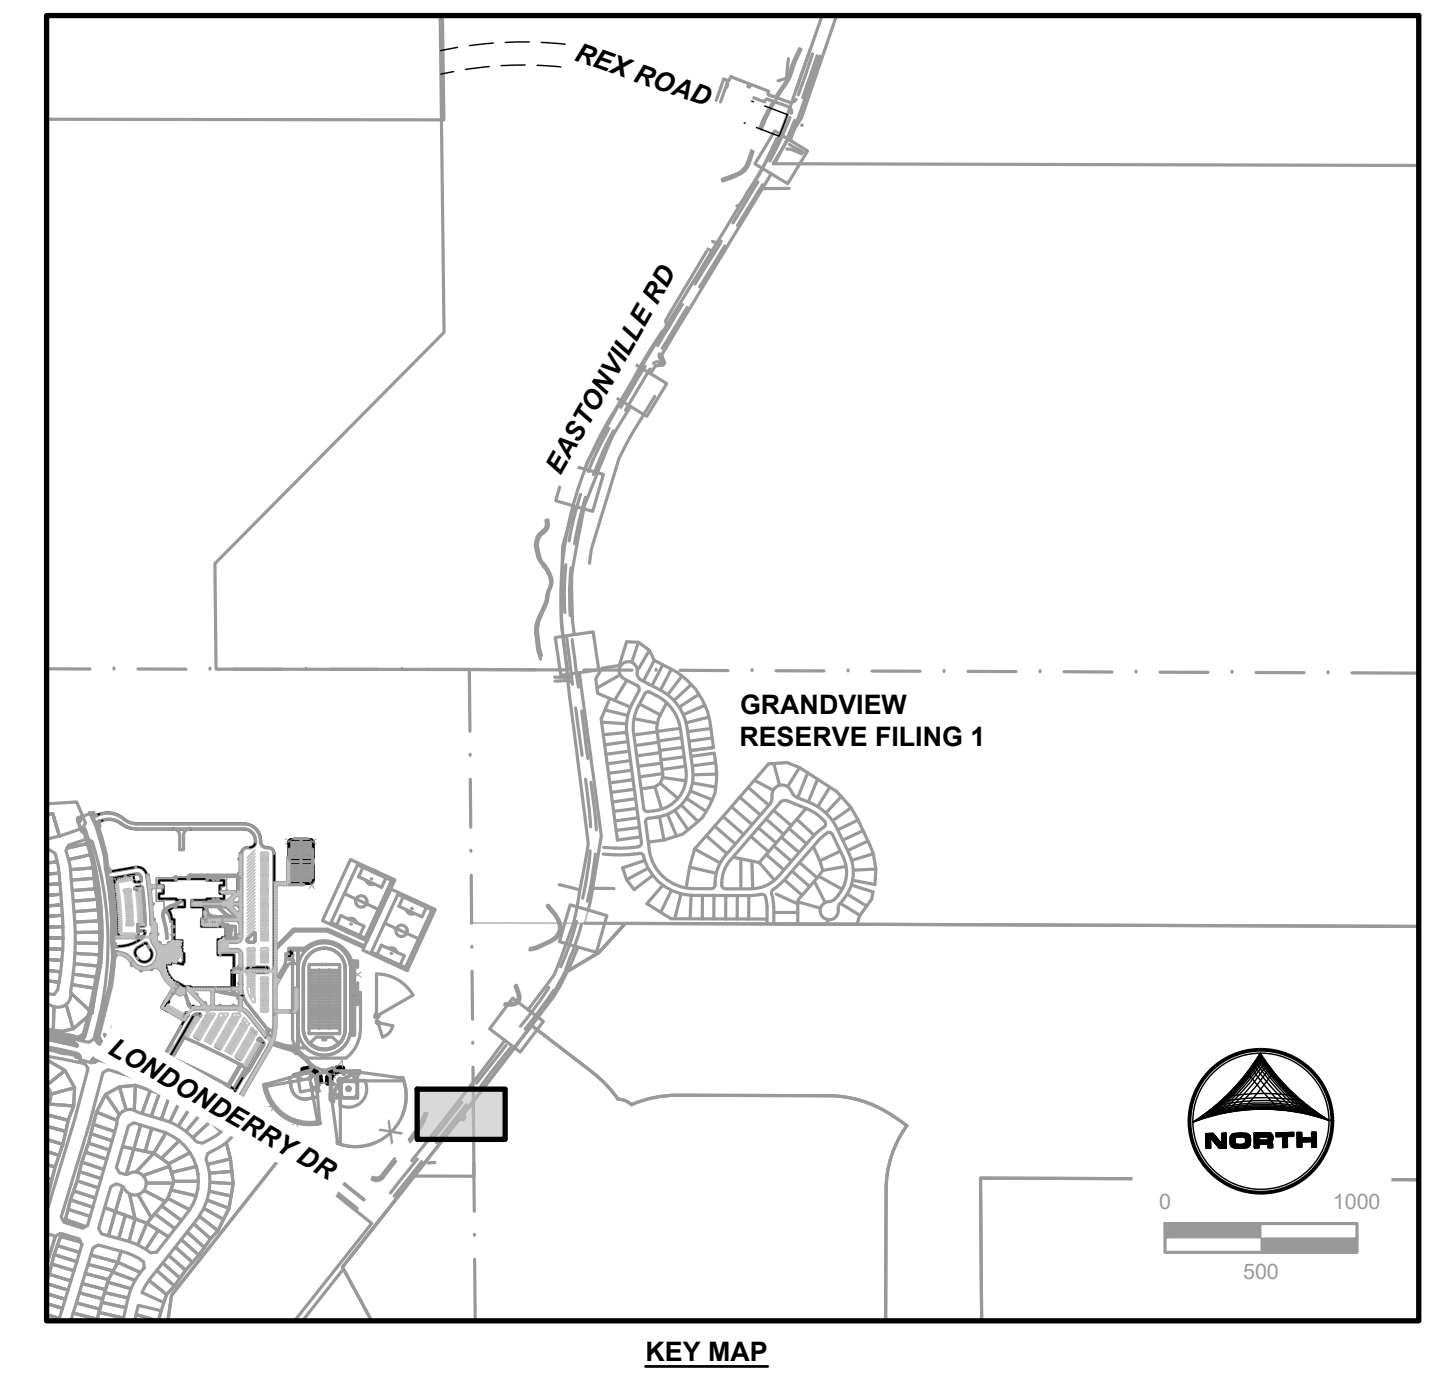 REX ROAD
EASTONVILLE RD
GRANDVIEW
RESERVE FILING 1
LONDONDERRY DR
NORTH
0 1000
500
KEY MAP